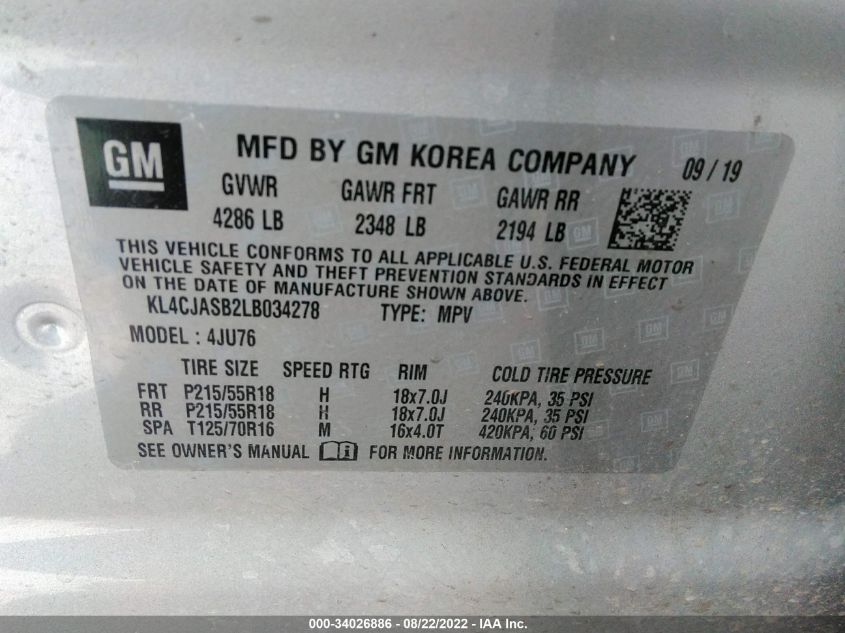 GM MFD BY GM KOREA COMPANY 09 / 19
GVWR GAWR FRT GAWR RR
4286 LB 2348 LB 2194 LB
THIS VEHICLE CONFORMS TO ALL APPLICABLE U.S. FEDERAL MOTOR
VEHICLE SAFETY AND THEFT PREVENTION STANDARDS IN EFFECT
ON THE DATE OF MANUFACTURE SHOWN ABOVE.
KL4CJASB2LB034278 TYPE: MPV
MODEL : 4JU76
TIRE SIZE SPEED RTG RIM COLD TIRE PRESSURE
FRT P215/55R18 H 18x7.0J 240KPA, 35 PSI
RR P215/55R18 H 18x7.0J 240KPA, 35 PSI
SPA T125/70R16 M 16x4.0T 420KPA, 60 PSI
SEE OWNER'S MANUAL FOR MORE INFORMATION.
000-34026886 - 08/22/2022 - IAA Inc.